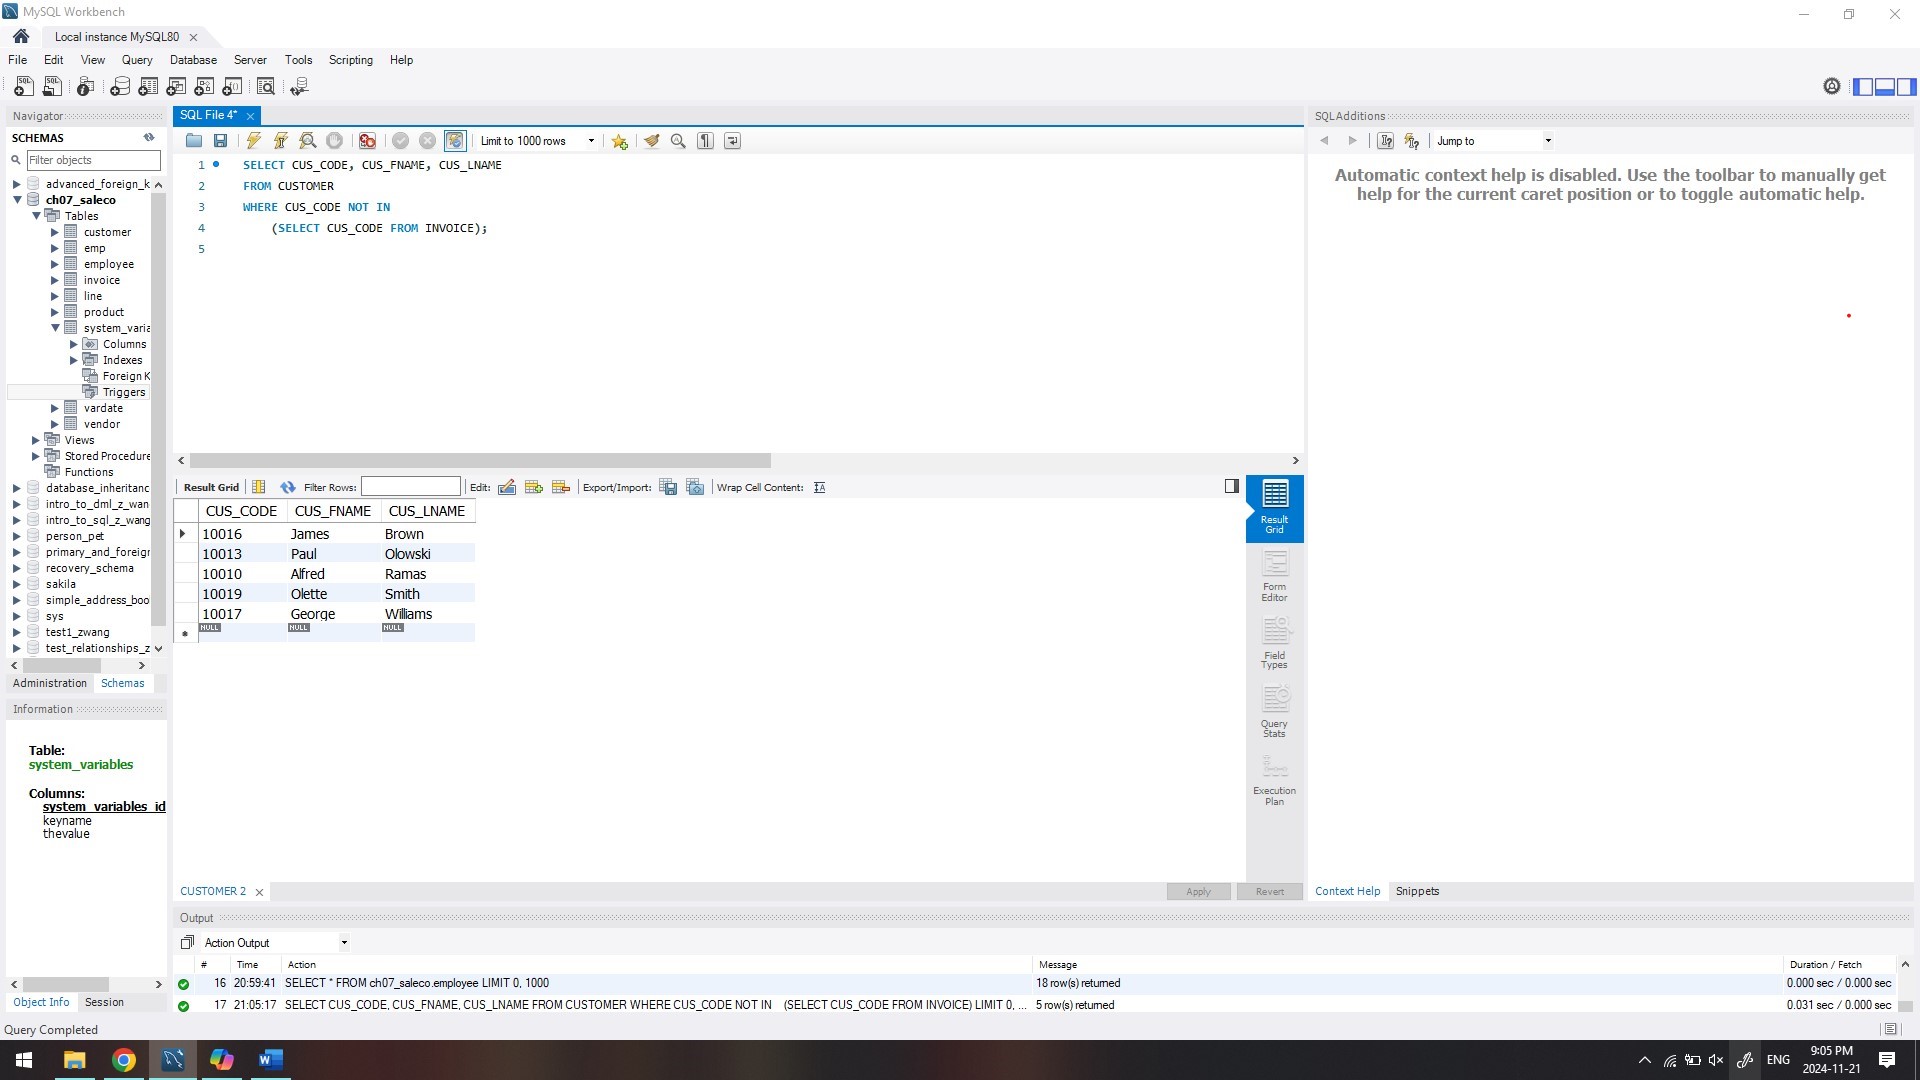 MySQL Workbench
Local instance MySQL80
File Edit View Query Database Server Tools Scripting Help
Navigator
SCHEMAS
Filter objects
advanced_foreign_k
ch07_saleco
Tables
customer
emp
employee
invoice
line
product
system_varia
Columns
Indexes
Foreign K
Triggers
vardate
vendor
Views
Stored Procedure
Functions
database_inheritanc
intro_to_dml_z_wan
intro_to_sql_z_wang
person_pet
primary_and_foreign
recovery_schema
sakila
simple_address_boo
sys
test1_zwang
test_relationships_z
Administration Schemas
Information
Table:
system_variables
Columns:
system_variables_id
keyname
thevalue
Object Info Session
Query Completed
SQL File 4*
Limit to 1000 rows
1 SELECT CUS_CODE, CUS_FNAME, CUS_LNAME
2 FROM CUSTOMER
3 WHERE CUS_CODE NOT IN
4 (SELECT CUS_CODE FROM INVOICE);
5
Result Grid Filter Rows: Edit: Export/Import: Wrap Cell Content:
CUS_CODE CUS_FNAME CUS_LNAME
10016 James Brown
10013 Paul Olowski
10010 Alfred Ramas
10019 Olette Smith
10017 George Williams
NULL NULL NULL
Result
Grid
Form
Editor
Field
Types
Query
Stats
Execution
Plan
CUSTOMER 2
Apply Revert
SQLAdditions
Jump to
Automatic context help is disabled. Use the toolbar to manually get
help for the current caret position or to toggle automatic help.
Context Help Snippets
Output
Action Output
# Time Action Message Duration / Fetch
16 20:59:41 SELECT * FROM ch07_saleco.employee LIMIT 0, 1000 18 row(s) returned 0.000 sec / 0.000 sec
17 21:05:17 SELECT CUS_CODE, CUS_FNAME, CUS_LNAME FROM CUSTOMER WHERE CUS_CODE NOT IN (SELECT CUS_CODE FROM INVOICE) LIMIT 0, ... 5 row(s) returned 0.031 sec / 0.000 sec
ENG
9:05 PM
2024-11-21